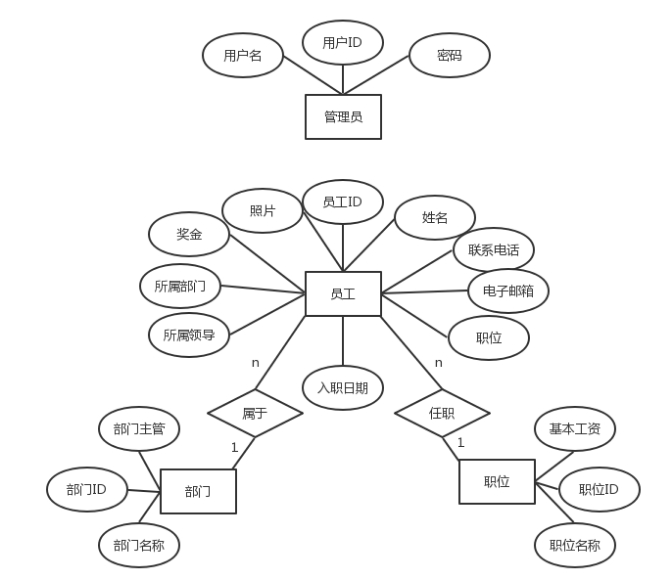 用户ID
用户名
密码
管理员
员工ID
照片
姓名
奖金
联系电话
所属部门
员工
电子邮箱
所属领导
职位
n
n
入职日期
属于
任职
部门主管
基本工资
1
1
部门ID
部门
职位
职位ID
部门名称
职位名称